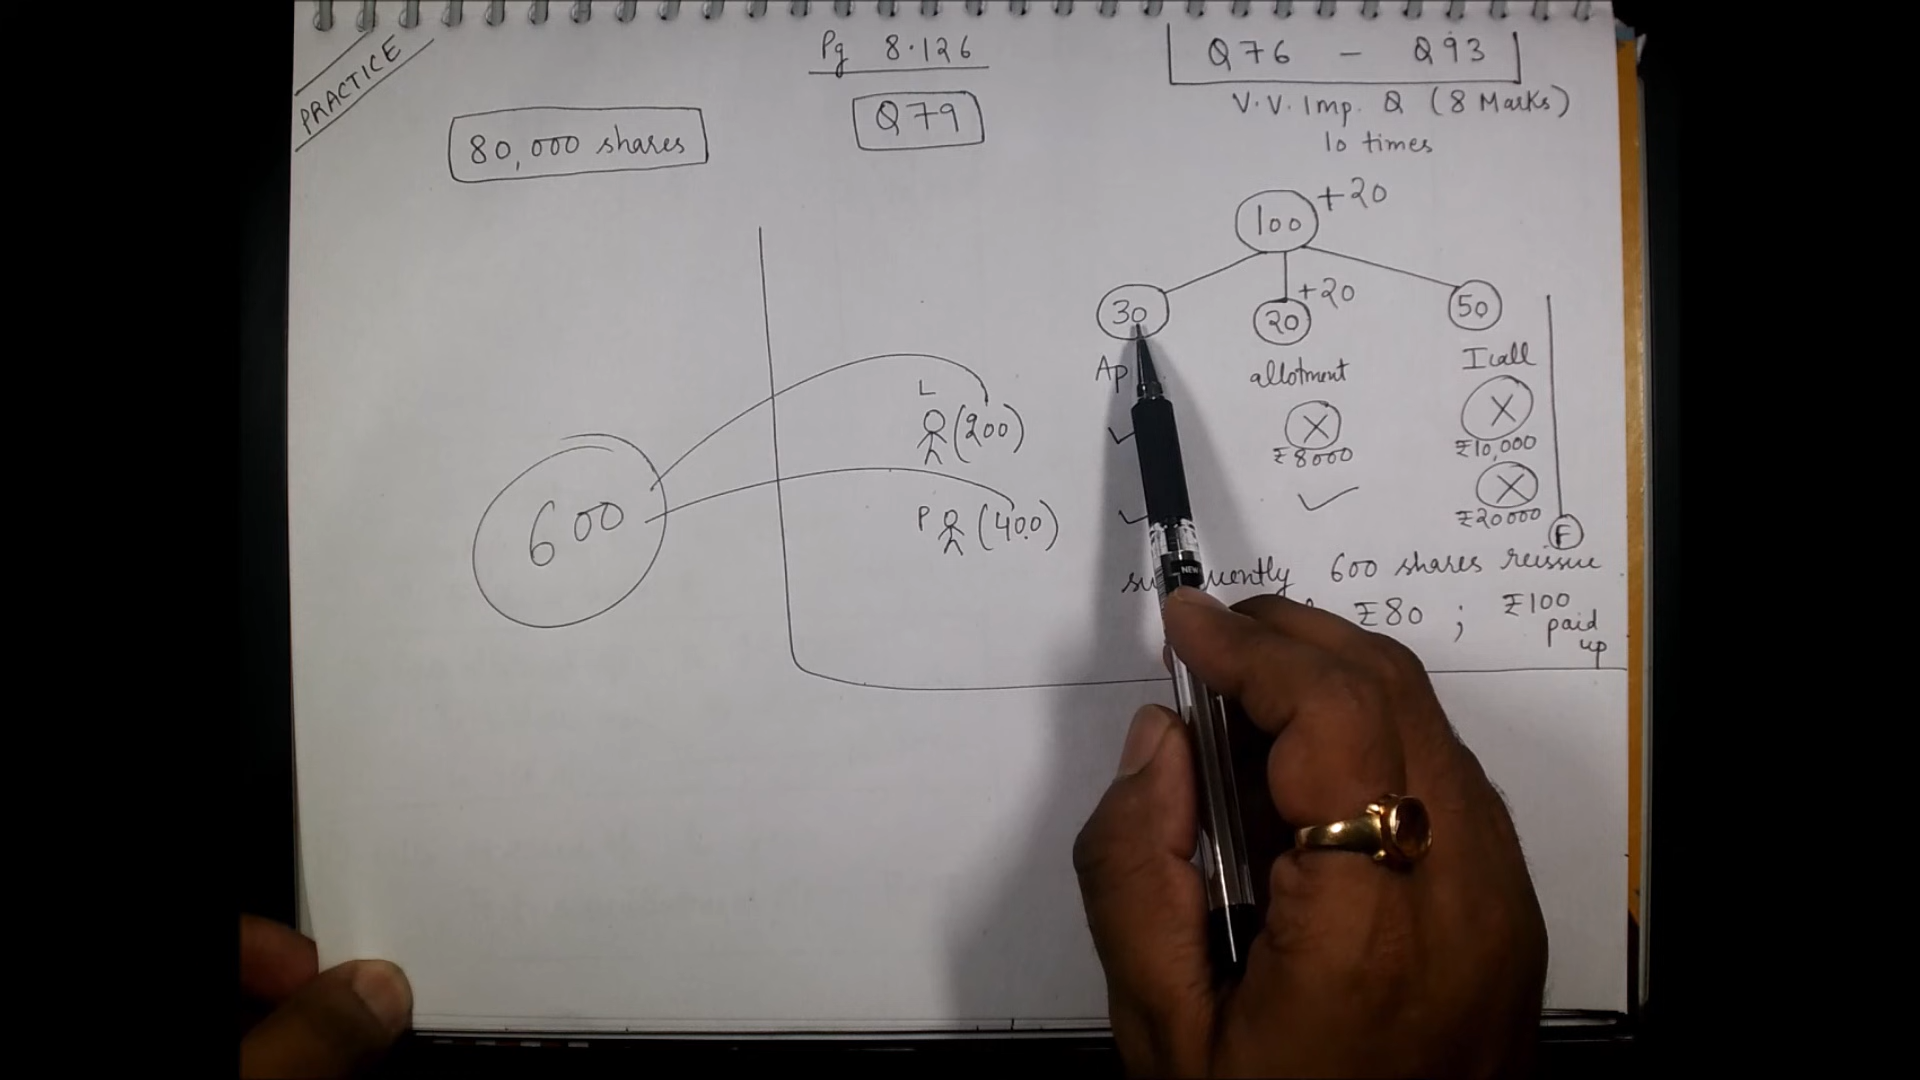 PRACTICE
Pg 8.126
Q76 - Q93
80,000 shares
Q79
V.V. Imp. Q (8 Marks)
10 times
100 +20
30
20 +20
50
Ap
allotment
I call
L
(200)
X
₹8000
X
₹10,000
600
P
(400)
X
₹20000
F
600 shares reissue
₹80 ; ₹100
paid
up
NEW